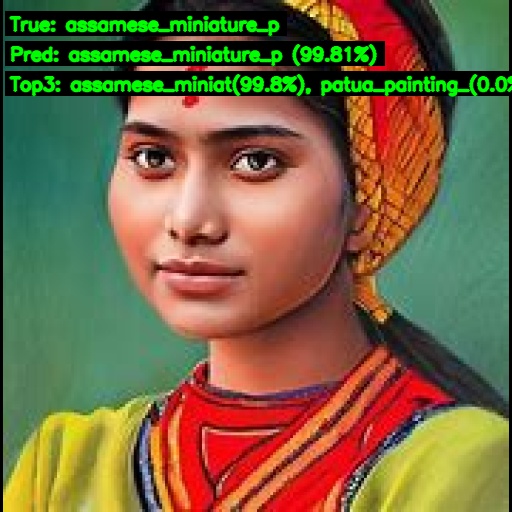 True: assamese_miniature_p
Pred: assamese_miniature_p (99.81%)
Top3: assamese_miniat(99.8%), patua_painting_(0.0%